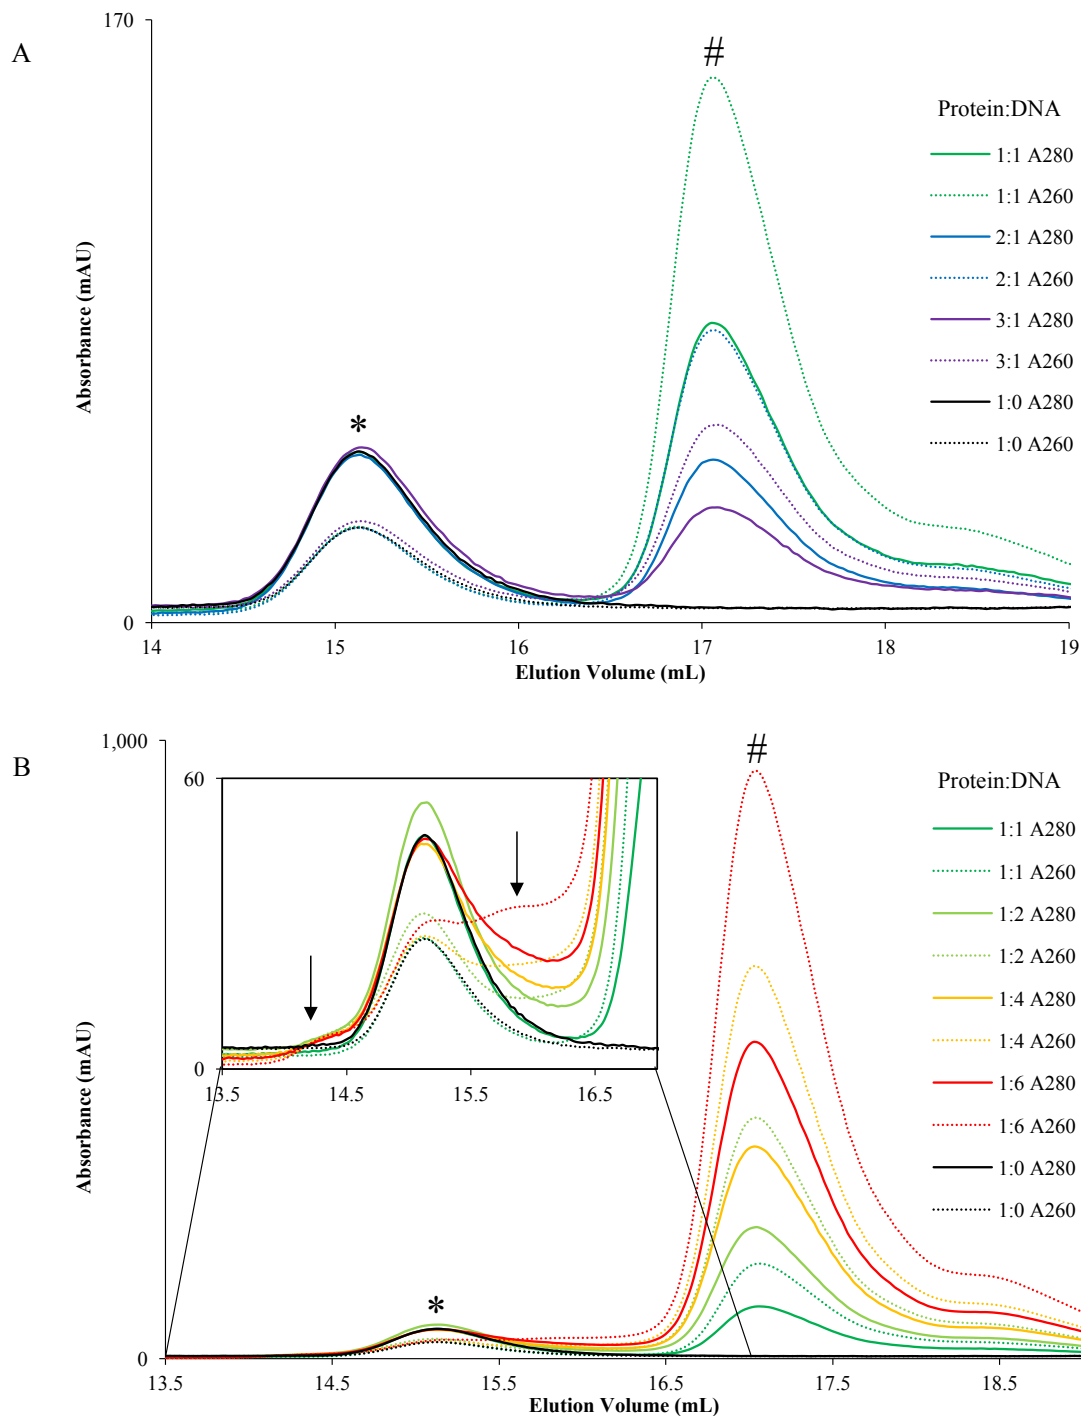 A
170
#
Protein:DNA
1:1 A280
1:1 A260
2:1 A280
2:1 A260
3:1 A280
3:1 A260
1:0 A280
1:0 A260
Absorbance (mAU)
*
0
14
15
16
17
18
19
Elution Volume (mL)
B
1,000
#
60
Protein:DNA
1:1 A280
1:1 A260
1:2 A280
1:2 A260
1:4 A280
1:4 A260
1:6 A280
1:6 A260
1:0 A280
1:0 A260
0
13.5
14.5
15.5
16.5
Absorbance (mAU)
*
0
13.5
14.5
15.5
16.5
17.5
18.5
Elution Volume (mL)